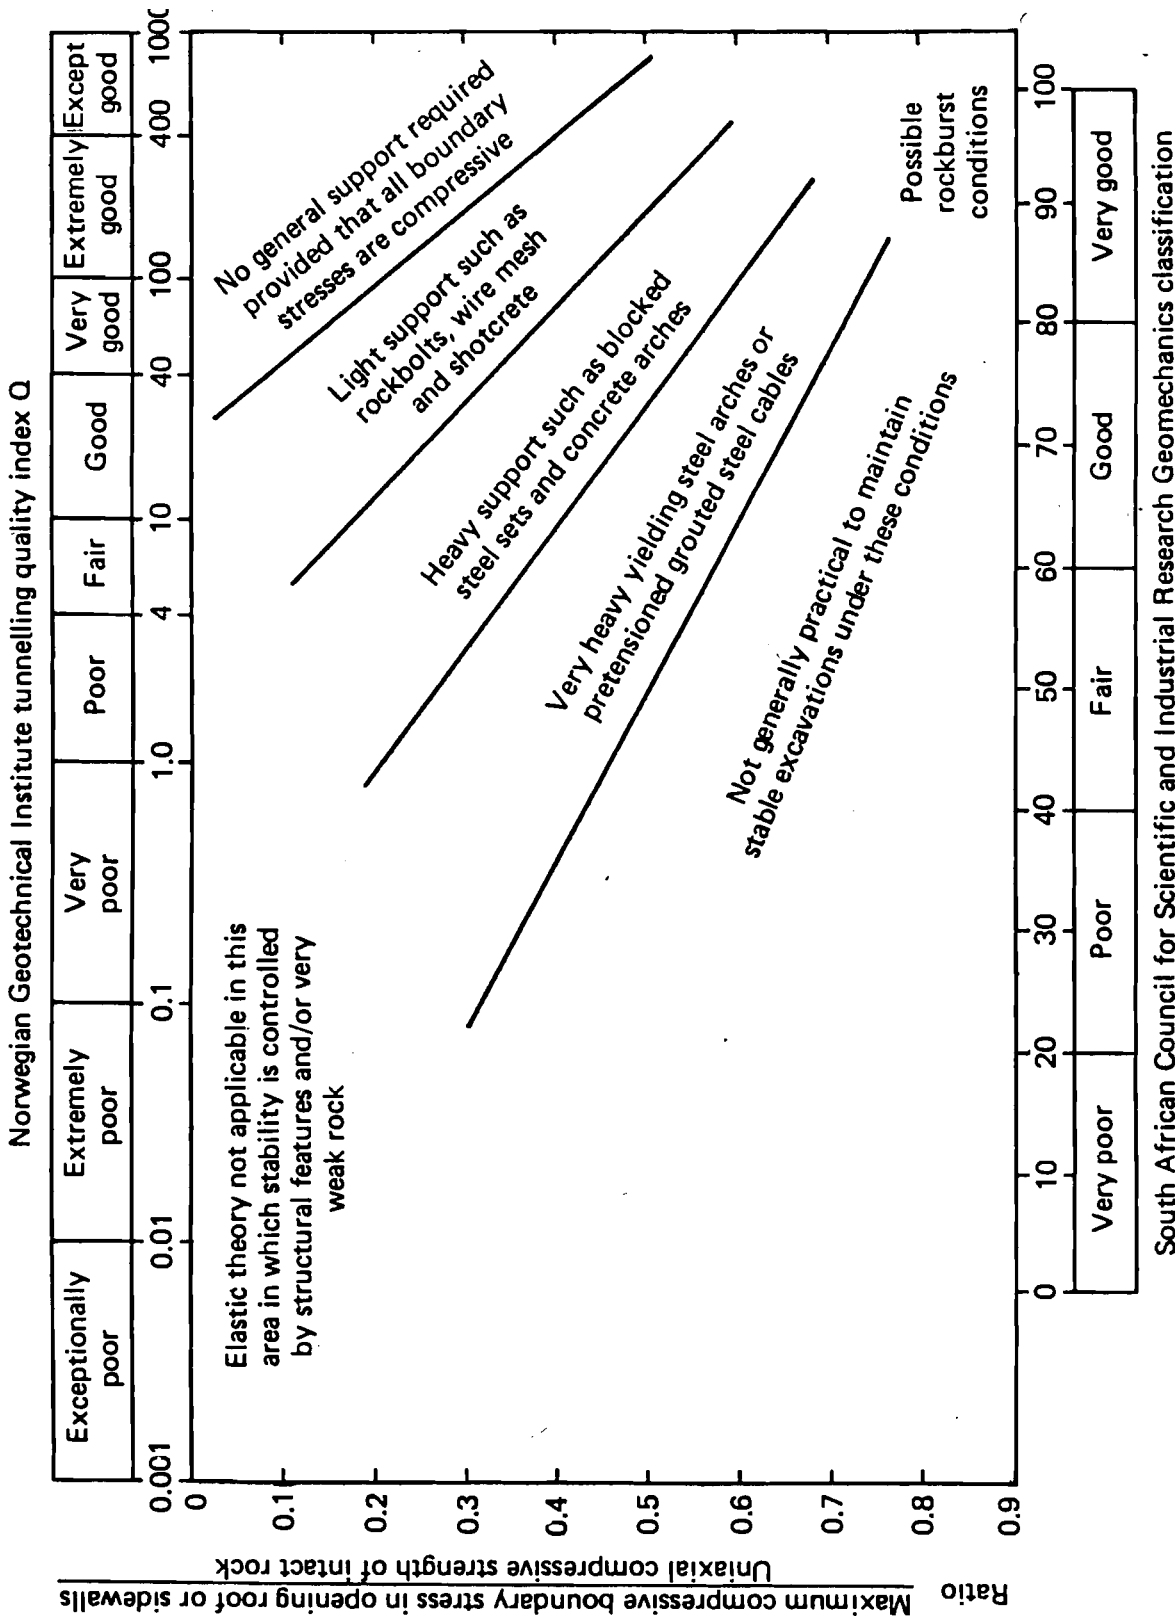 Norwegian Geotechnical Institute tunnelling quality index Q
Exceptionally
poor
Extremely
poor
Very
poor
Poor
Fair
Good
Very
good
Extremely
good
Except
good
0.001
0.01
0.1
1.0
4
10
40
100
400
1000
Ratio
Maximum compressive boundary stress in opening roof or sidewalls
Uniaxial compressive strength of intact rock
0
0.1
0.2
0.3
0.4
0.5
0.6
0.7
0.8
0.9
Elastic theory not applicable in this
area in which stability is controlled
by structural features and/or very
weak rock
No general support required
provided that all boundary
stresses are compressive
Light support such as
rockbolts, wire mesh
and shotcrete
Heavy support such as blocked
steel sets and concrete arches
Very heavy yielding steel arches or
pretensioned grouted steel cables
Not generally practical to maintain
stable excavations under these conditions
Possible
rockburst
conditions
0
10
20
30
40
50
60
70
80
90
100
Very poor
Poor
Fair
Good
Very good
South African Council for Scientific and Industrial Research Geomechanics classification